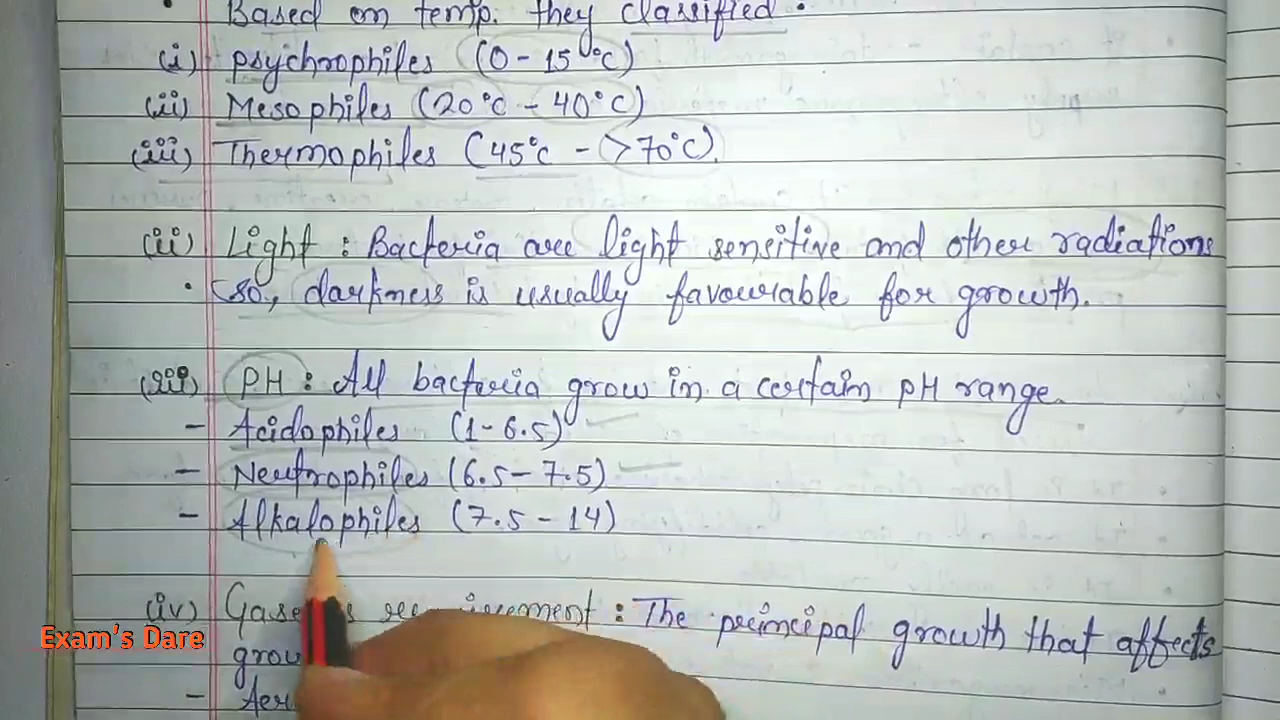 Based on temp. they classified.
(i) psychrophiles (0 - 15°C)
(ii) Mesophiles (20°C - 40°C)
(iii) Thermophiles (45°C - >70°C).
(ii) Light : Bacteria are light sensitive and other radiations
· so, darkness is usually favourable for growth.
(iii) PH : All bacteria grow in a certain pH range.
- Acidophiles (1 - 6.5)
- Neutrophiles (6.5 - 7.5)
- Alkalophiles (7.5 - 14)
(iv) : The principal growth that affects
Exam's Dare